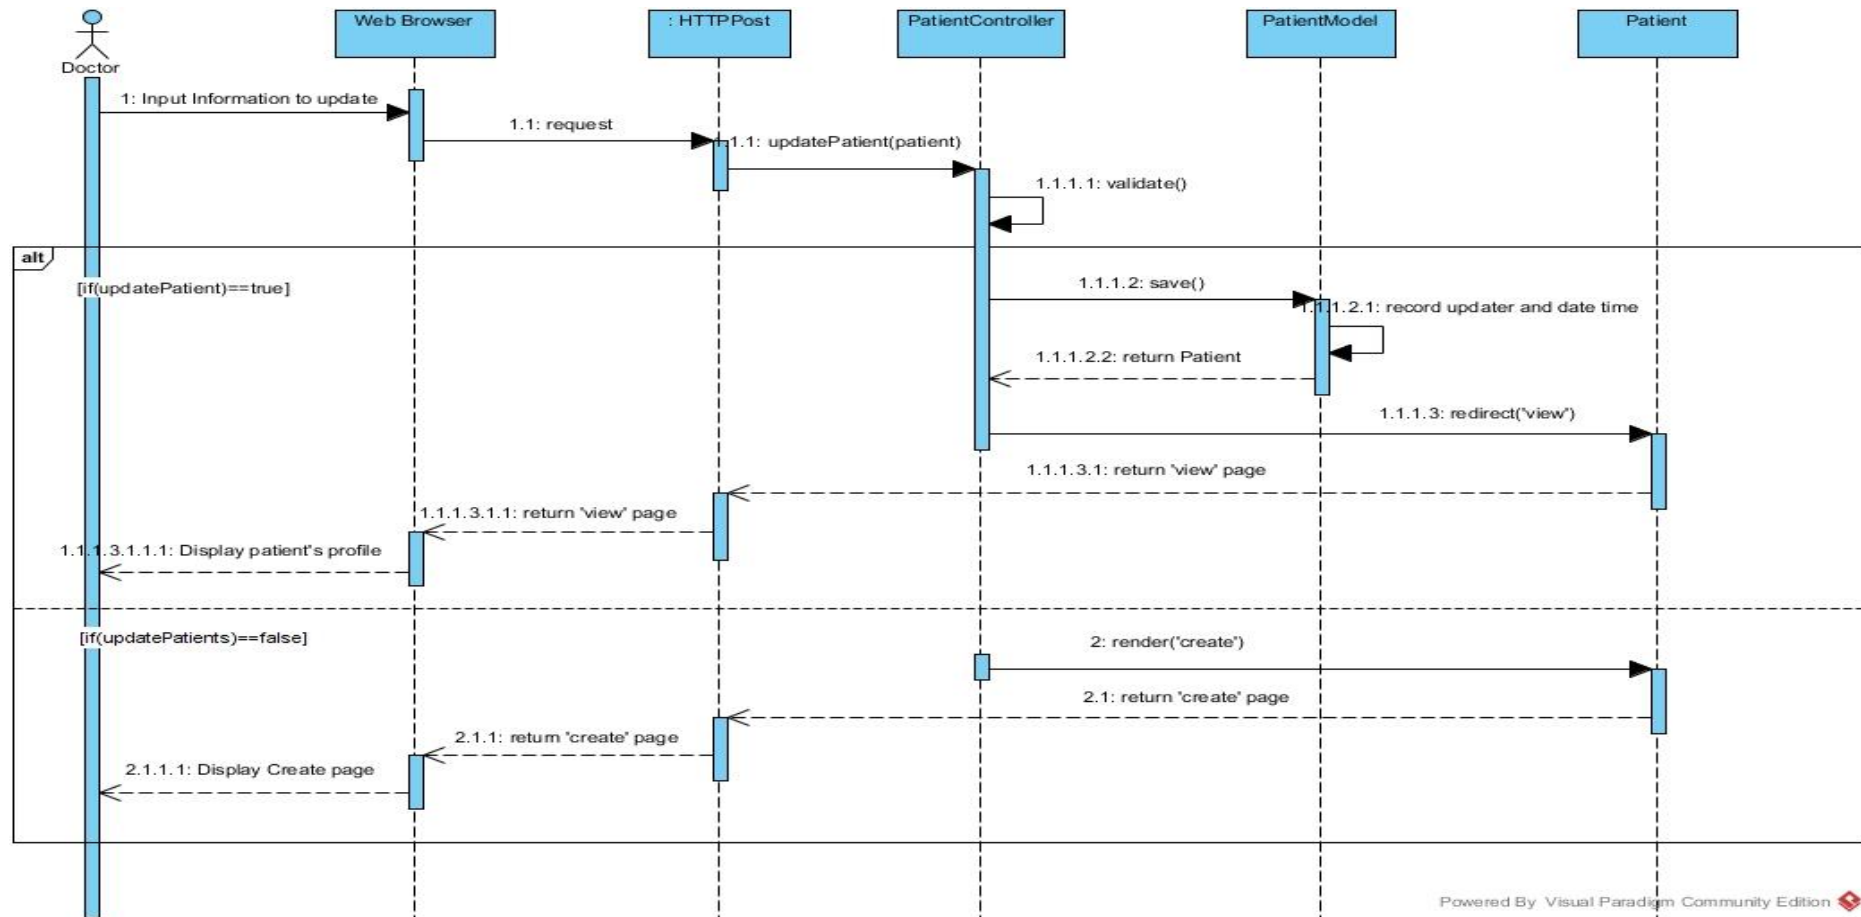 Web Browser
: HTTPPost
PatientController
PatientModel
Patient
Doctor
1: Input Information to update
1.1: request
1.1.1: updatePatient(patient)
1.1.1.1: validate()
alt
[if(updatePatient)==true]
1.1.1.2: save()
1.1.1.2.1: record updater and date time
1.1.1.2.2: return Patient
1.1.1.3: redirect('view')
1.1.1.3.1: return 'view' page
1.1.1.3.1.1: return 'view' page
1.1.1.3.1.1.1: Display patient's profile
[if(updatePatients)==false]
2: render('create')
2.1: return 'create' page
2.1.1: return 'create' page
2.1.1.1: Display Create page
Powered By Visual Paradigm Community Edition